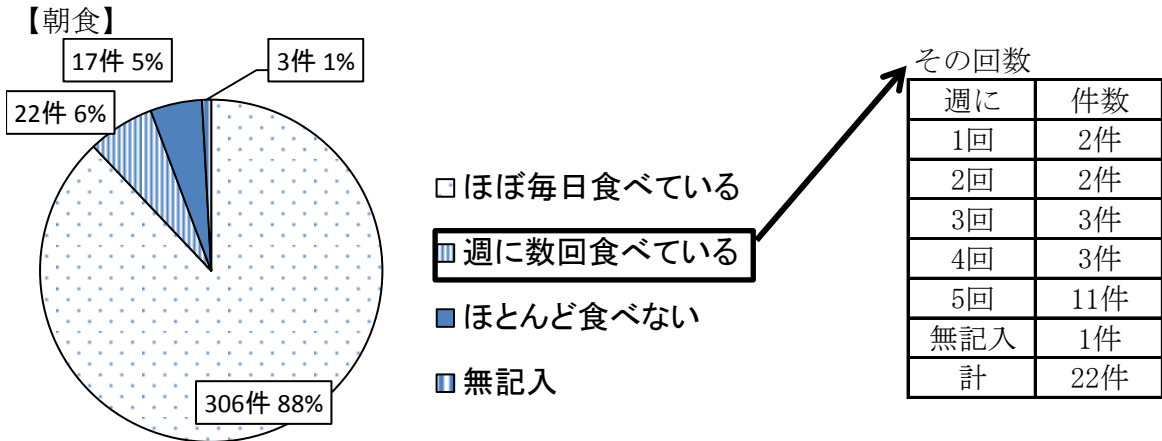 【朝食】
17件 5%
3件 1%
22件 6%
306件 88%
ほぼ毎日食べている
週に数回食べている
ほとんど食べない
無記入
その回数
週に 件数
1回 2件
2回 2件
3回 3件
4回 3件
5回 11件
無記入 1件
計 22件